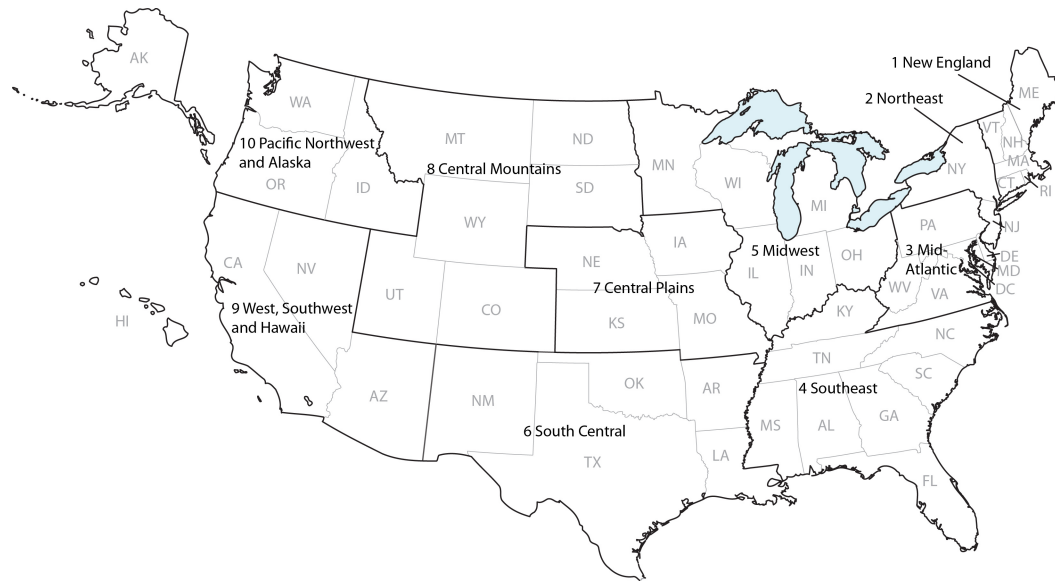 AK
WA
10 Pacific Northwest
and Alaska
OR
ID
MT
ND
8 Central Mountains
SD
WY
MN
WI
MI
1 New England
ME
2 Northeast
VT
NH
MA
NY
CT
RI
CA
NV
UT
CO
9 West, Southwest
and Hawaii
HI
AZ
NE
IA
7 Central Plains
KS
MO
5 Midwest
IL
IN
OH
KY
PA
NJ
3 Mid-
Atlantic
DE
MD
DC
WV
VA
NM
OK
AR
6 South Central
TX
LA
TN
NC
SC
4 Southeast
MS
AL
GA
FL